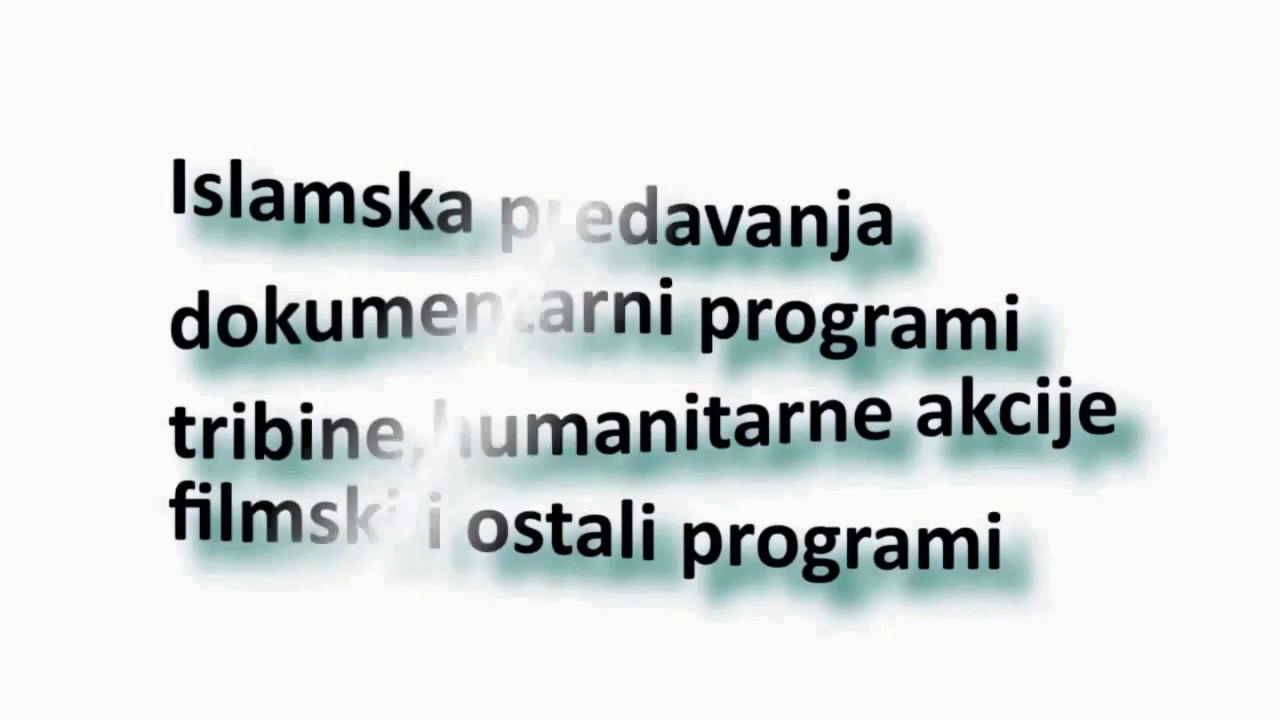 Islamska predavanja
dokumentarni programi
tribine, humanitarne akcije
filmski i ostali programi